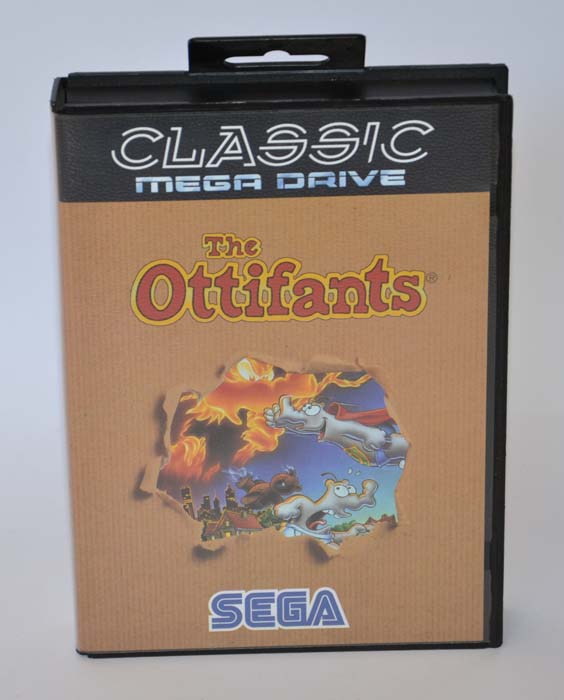 CLASSIC
MEGA DRIVE
The
Ottifants®
SEGA